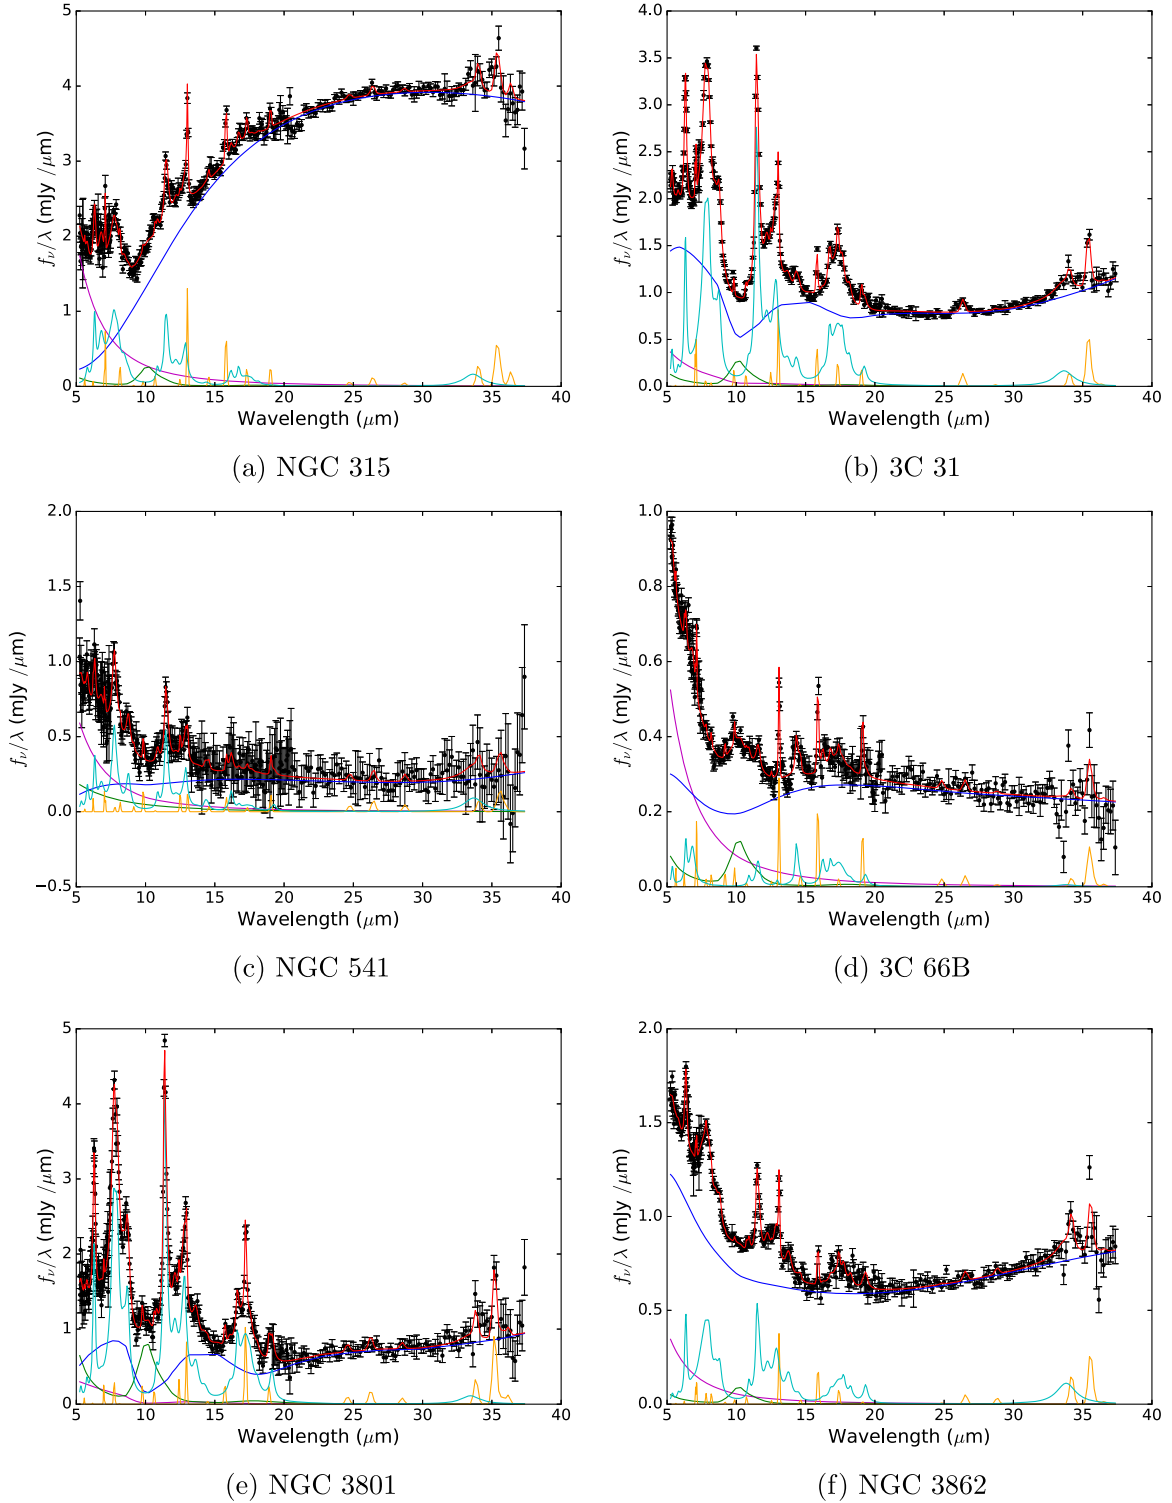 5
4
3
2
1
0
f_ν/λ (mJy /μm)
5 10 15 20 25 30 35 40
Wavelength (μm)
(a) NGC 315
4.0
3.5
3.0
2.5
2.0
1.5
1.0
0.5
0.0
f_ν/λ (mJy /μm)
5 10 15 20 25 30 35 40
Wavelength (μm)
(b) 3C 31
2.0
1.5
1.0
0.5
0.0
−0.5
f_ν/λ (mJy /μm)
5 10 15 20 25 30 35 40
Wavelength (μm)
(c) NGC 541
1.0
0.8
0.6
0.4
0.2
0.0
f_ν/λ (mJy /μm)
5 10 15 20 25 30 35 40
Wavelength (μm)
(d) 3C 66B
5
4
3
2
1
0
f_ν/λ (mJy /μm)
5 10 15 20 25 30 35 40
Wavelength (μm)
(e) NGC 3801
2.0
1.5
1.0
0.5
0.0
f_ν/λ (mJy /μm)
5 10 15 20 25 30 35 40
Wavelength (μm)
(f) NGC 3862